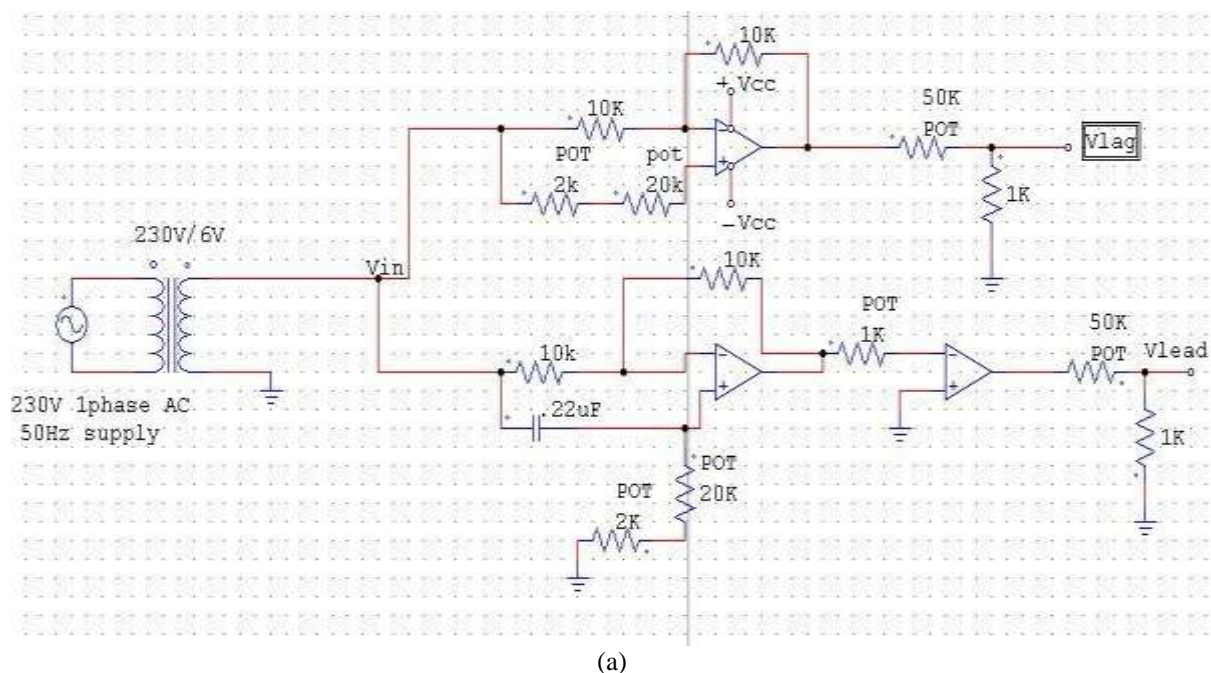 10K
+Vcc
10K
50K
POT
Vlag
POT
pot
2k
20k
1K
-Vcc
230V/6V
Vin
10K
POT
1K
50K
POT
Vlead
10k
.22uF
230V 1phase AC
50Hz supply
1K
POT
20K
POT
2K
(a)